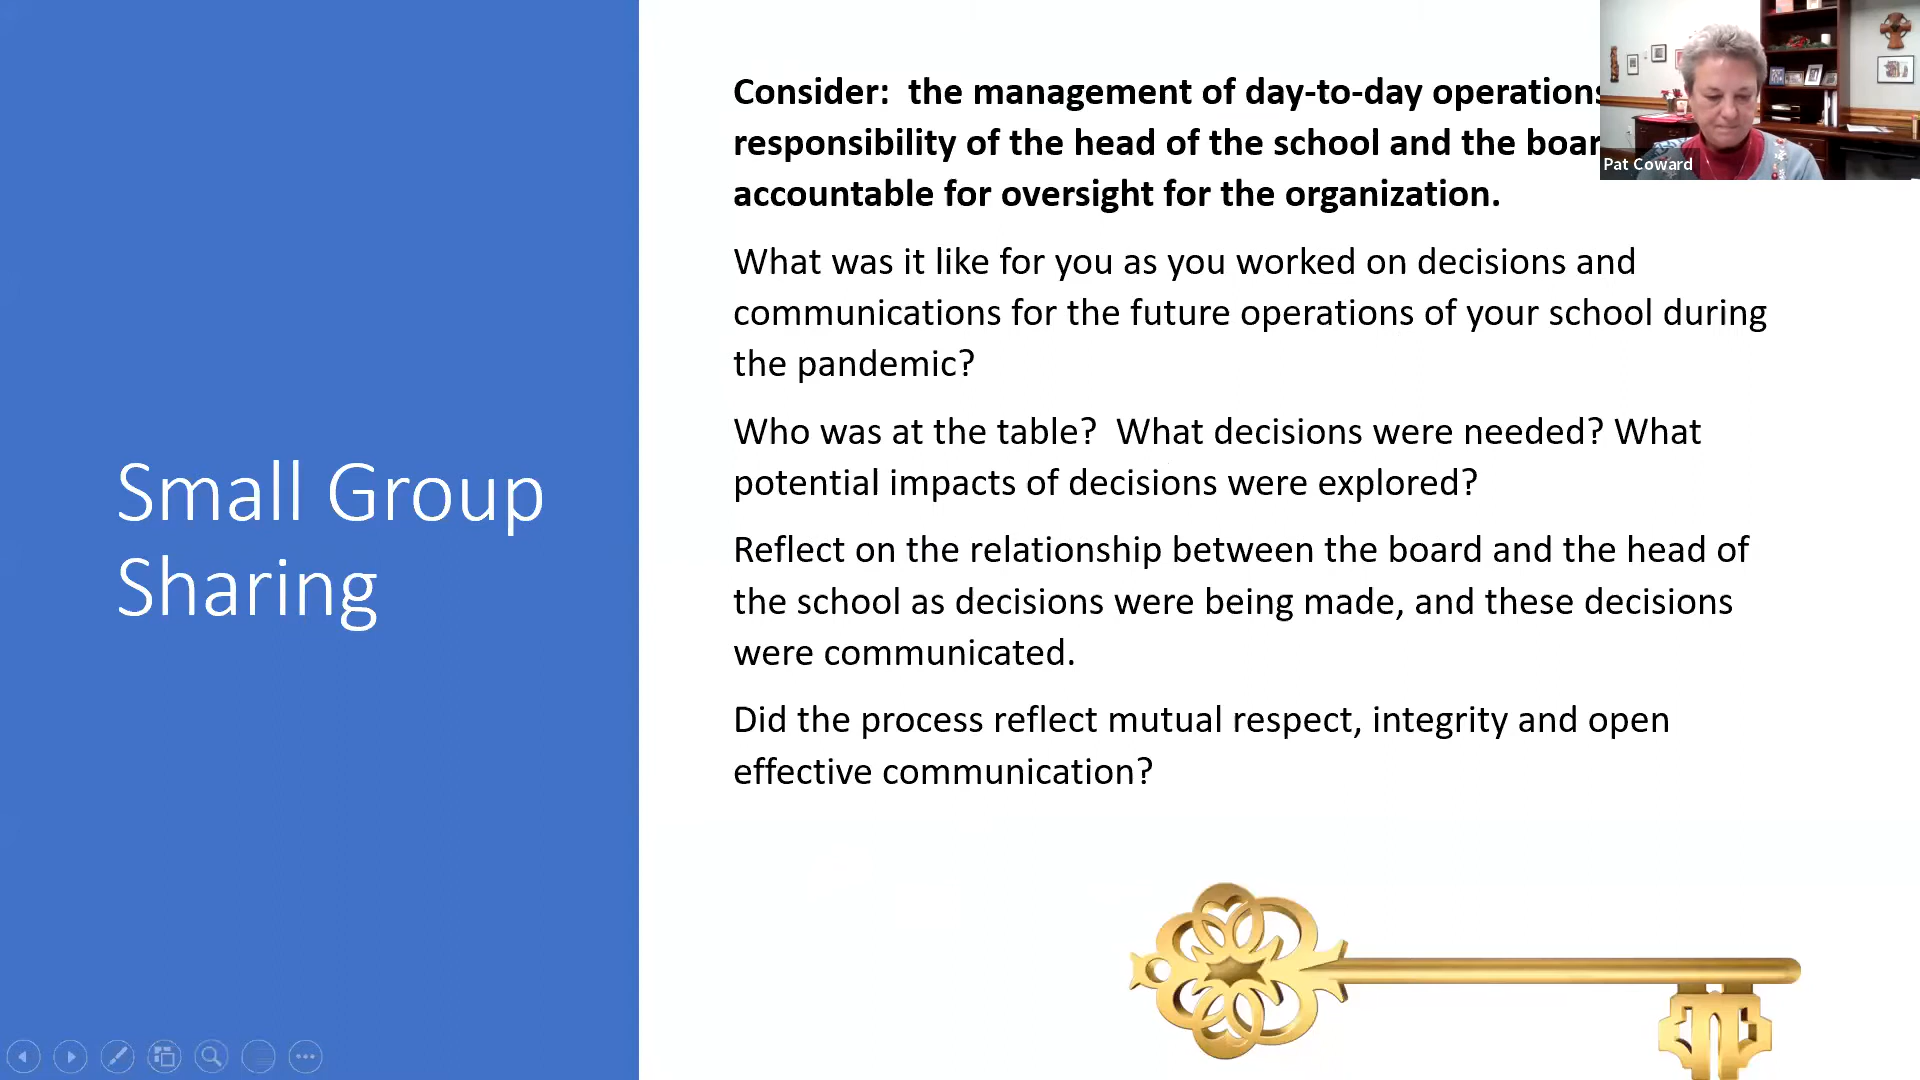 Small Group
Sharing
Consider:  the management of day-to-day operations
responsibility of the head of the school and the boar
accountable for oversight for the organization.
What was it like for you as you worked on decisions and
communications for the future operations of your school during
the pandemic?
Who was at the table?  What decisions were needed? What
potential impacts of decisions were explored?
Reflect on the relationship between the board and the head of
the school as decisions were being made, and these decisions
were communicated.
Did the process reflect mutual respect, integrity and open
effective communication?
Pat Coward